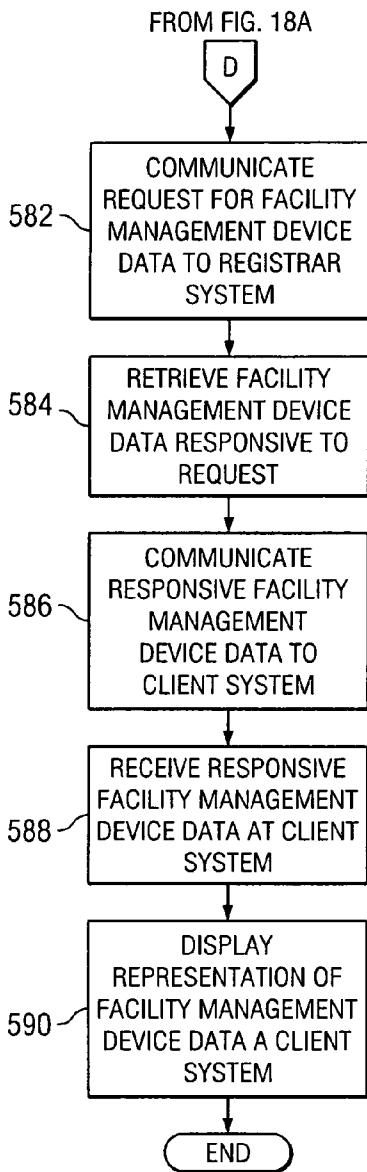 FROM FIG. 18A
D
582
COMMUNICATE
REQUEST FOR FACILITY
MANAGEMENT DEVICE
DATA TO REGISTRAR
SYSTEM
584
RETRIEVE FACILITY
MANAGEMENT DEVICE
DATA RESPONSIVE TO
REQUEST
586
COMMUNICATE
RESPONSIVE FACILITY
MANAGEMENT
DEVICE DATA TO
CLIENT SYSTEM
588
RECEIVE RESPONSIVE
FACILITY MANAGEMENT
DEVICE DATA AT CLIENT
SYSTEM
590
DISPLAY
REPRESENTATION OF
FACILITY MANAGEMENT
DEVICE DATA A CLIENT
SYSTEM
END